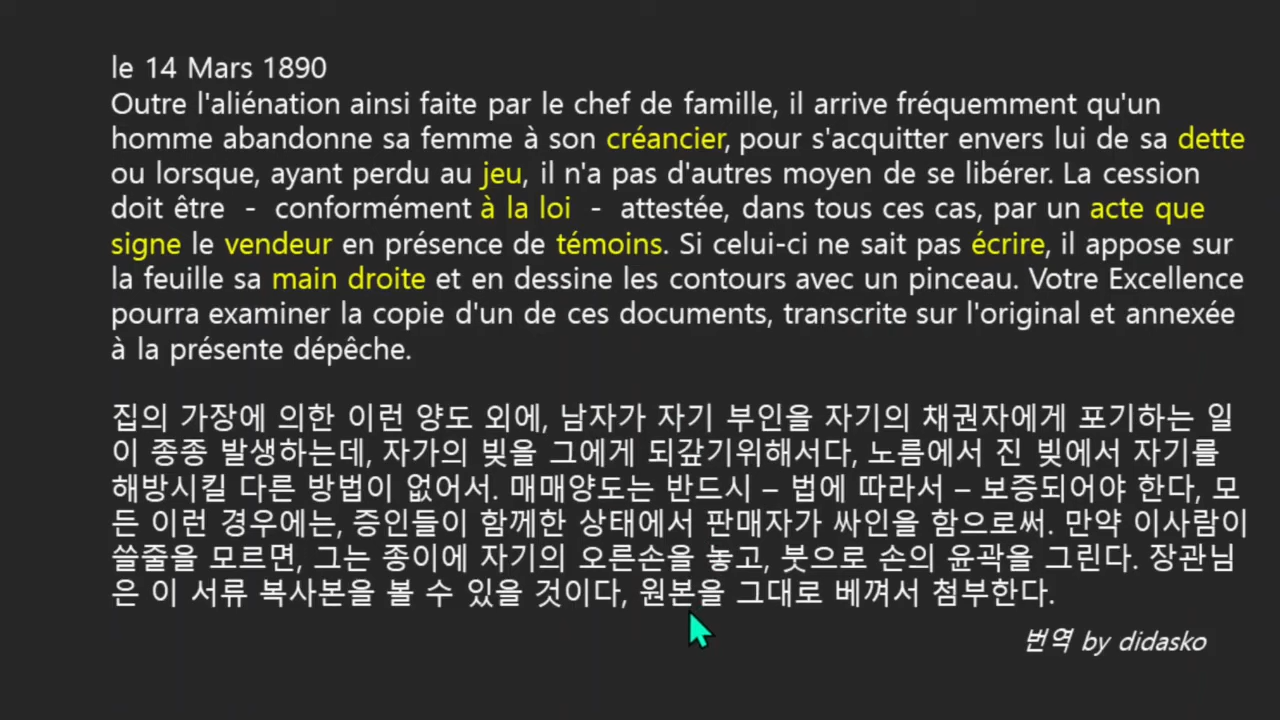 le 14 Mars 1890
Outre l'aliénation ainsi faite par le chef de famille, il arrive fréquemment qu'un
homme abandonne sa femme à son créancier, pour s'acquitter envers lui de sa dette
ou lorsque, ayant perdu au jeu, il n'a pas d'autres moyen de se libérer. La cession
doit être - conformément à la loi - attestée, dans tous ces cas, par un acte que
signe le vendeur en présence de témoins. Si celui-ci ne sait pas écrire, il appose sur
la feuille sa main droite et en dessine les contours avec un pinceau. Votre Excellence
pourra examiner la copie d'un de ces documents, transcrite sur l'original et annexée
à la présente dépêche.
집의 가장에 의한 이런 양도 외에, 남자가 자기 부인을 자기의 채권자에게 포기하는 일
이 종종 발생하는데, 자가의 빚을 그에게 되갚기위해서다, 노름에서 진 빚에서 자기를
해방시킬 다른 방법이 없어서. 매매양도는 반드시 – 법에 따라서 – 보증되어야 한다, 모
든 이런 경우에는, 증인들이 함께한 상태에서 판매자가 싸인을 함으로써. 만약 이사람이
쓸줄을 모르면, 그는 종이에 자기의 오른손을 놓고, 붓으로 손의 윤곽을 그린다. 장관님
은 이 서류 복사본을 볼 수 있을 것이다, 원본을 그대로 베껴서 첨부한다.
번역 by didasko